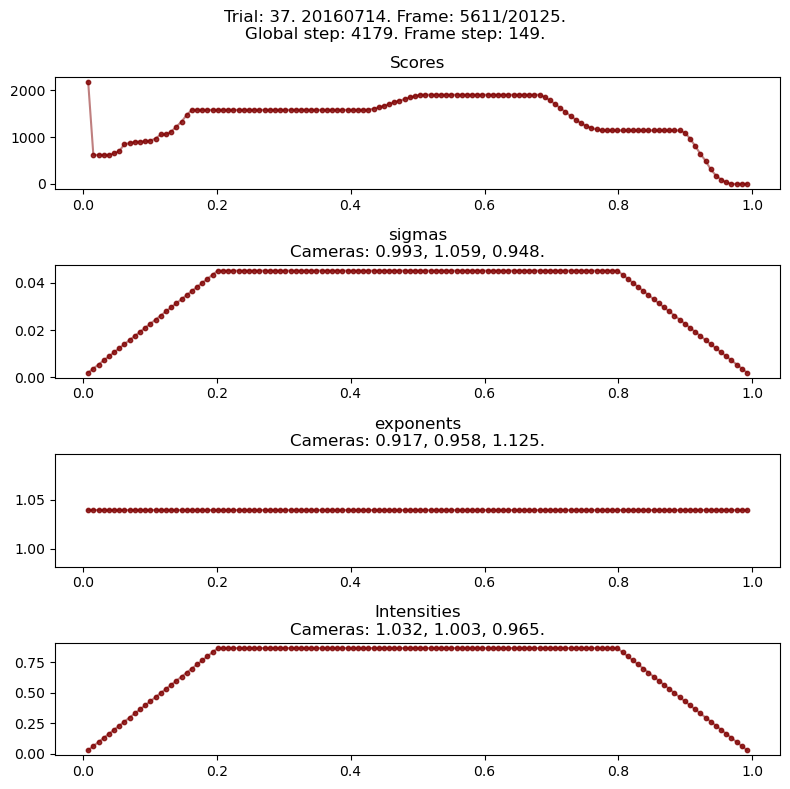 Trial: 37. 20160714. Frame: 5611/20125.
Global step: 4179. Frame step: 149.
Scores
2000
1000
0
0.0 0.2 0.4 0.6 0.8 1.0
sigmas
Cameras: 0.993, 1.059, 0.948.
0.04
0.02
0.00
0.0 0.2 0.4 0.6 0.8 1.0
exponents
Cameras: 0.917, 0.958, 1.125.
1.05
1.00
0.0 0.2 0.4 0.6 0.8 1.0
Intensities
Cameras: 1.032, 1.003, 0.965.
0.75
0.50
0.25
0.00
0.0 0.2 0.4 0.6 0.8 1.0